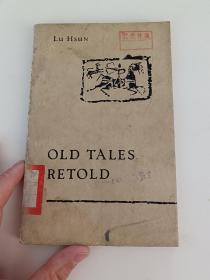 LU HSUN
OLD TALES
RETOLD